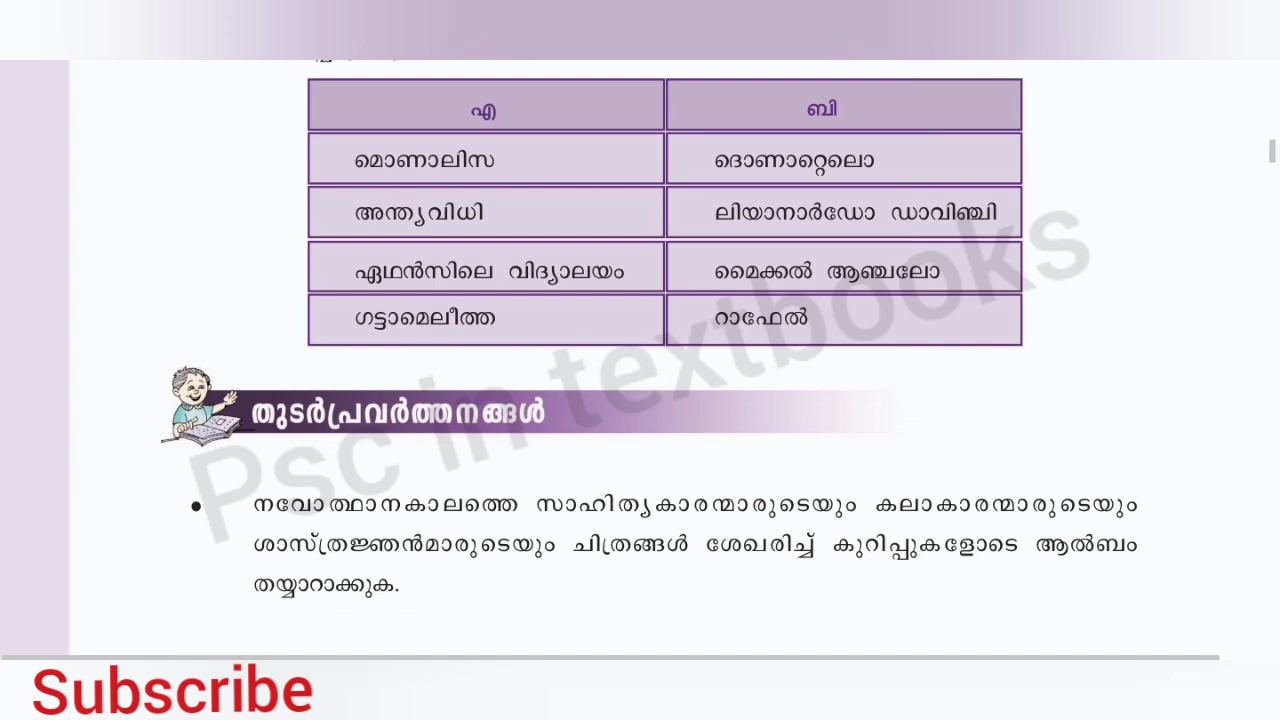 എ ബി
മൊണാലിസ ദൊണാറ്റെലൊ
അന്ത്യവിധി ലിയാനാർഡോ ഡാവിഞ്ചി
ഏഥൻസിലെ വിദ്യാലയം മൈക്കൽ ആഞ്ചലോ
ഗട്ടാമെലീത്ത റാഫേൽ
തുടർപ്രവർത്തനങ്ങൾ
• നവോത്ഥാനകാലത്തെ സാഹിത്യകാരന്മാരുടെയും കലാകാരന്മാരുടെയും
ശാസ്ത്രജ്ഞൻമാരുടെയും ചിത്രങ്ങൾ ശേഖരിച്ച് കുറിപ്പുകളോടെ ആൽബം
തയ്യാറാക്കുക.
Psc in textbooks
Subscribe